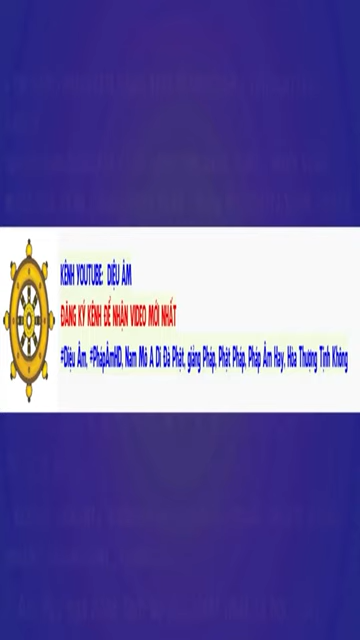 KÊNH YOUTUBE: DIỆU ÂM
ĐĂNG KÝ KÊNH ĐỂ NHẬN VIDEO MỚI NHẤT
#Diệu Âm, #PhápÂmHD, Nam Mô A Di Đà Phật, giảng Pháp, Phật Pháp, Pháp Âm Hay, Hòa Thượng Tịnh Không